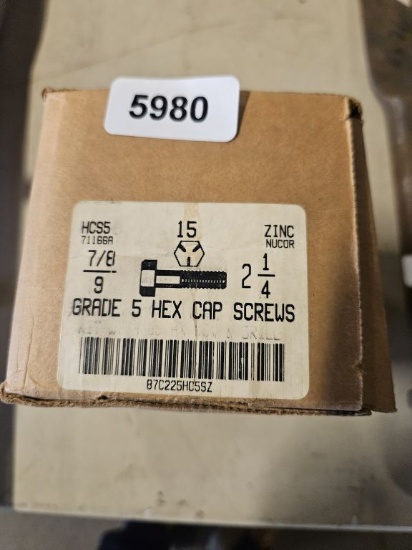 5980
HCS5 15 ZINC
71166A NUCOR
7/8
9 2 1/4
GRADE 5 HEX CAP SCREWS
87C225HC5SZ